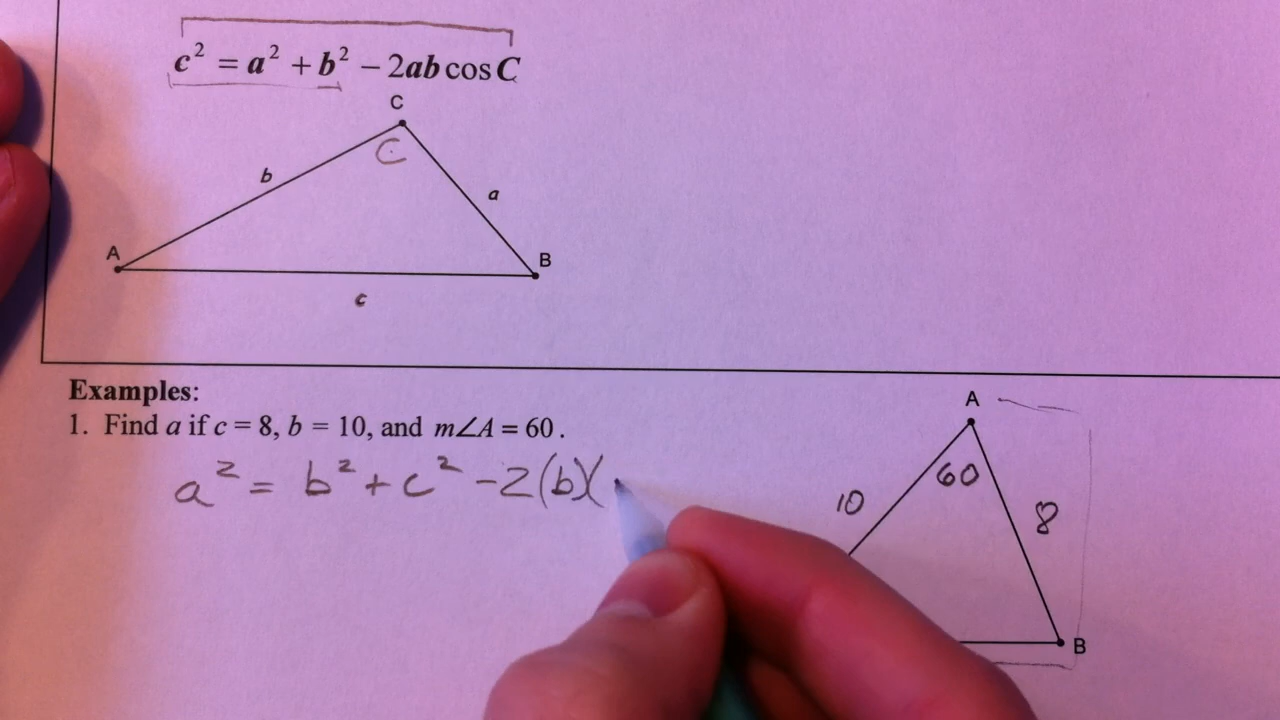 c² = a² + b² − 2ab cos C
C
C
b
a
A
B
c
Examples:
1. Find a if c = 8, b = 10, and m∠A = 60.
a² = b² + c² − 2(b)(
A
60
10
8
B